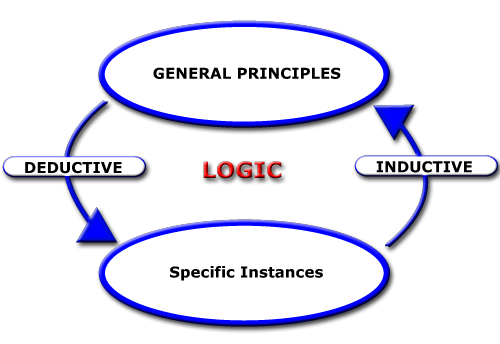 GENERAL PRINCIPLES
DEDUCTIVE
LOGIC
INDUCTIVE
Specific Instances